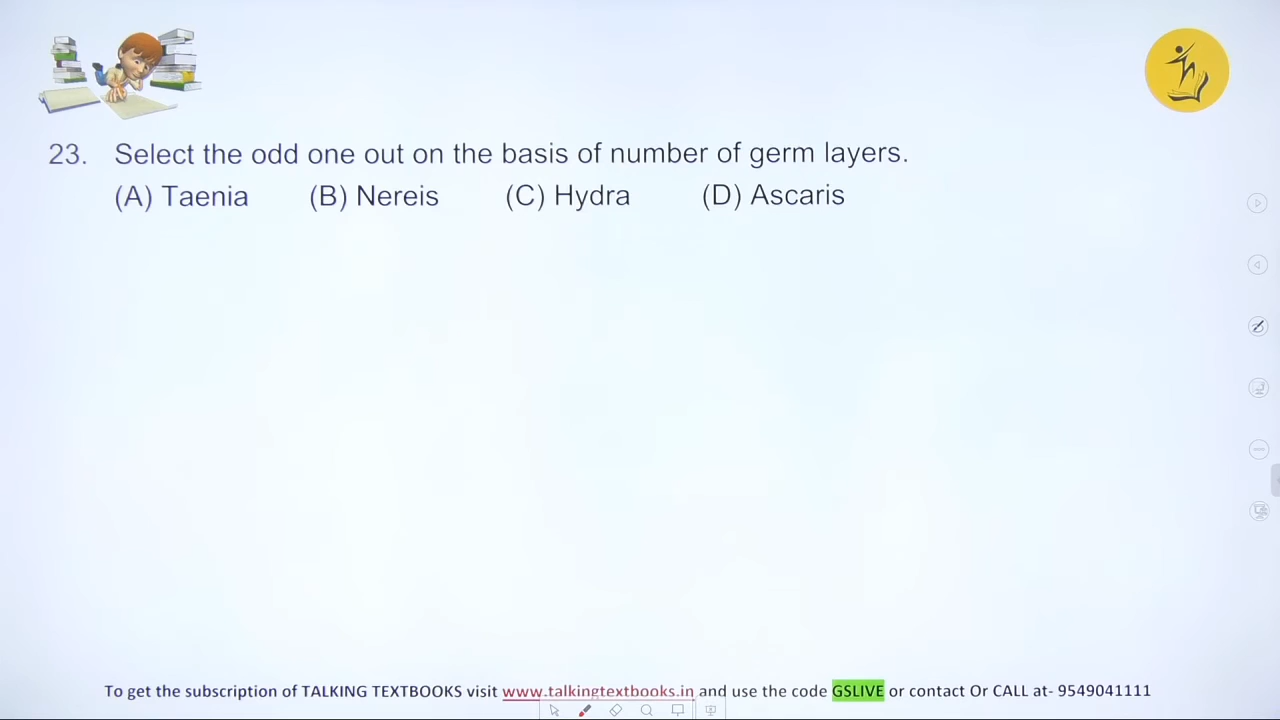 23. Select the odd one out on the basis of number of germ layers.
(A) Taenia (B) Nereis (C) Hydra (D) Ascaris
To get the subscription of TALKING TEXTBOOKS visit www.talkingtextbooks.in and use the code GSLIVE or contact Or CALL at- 9549041111